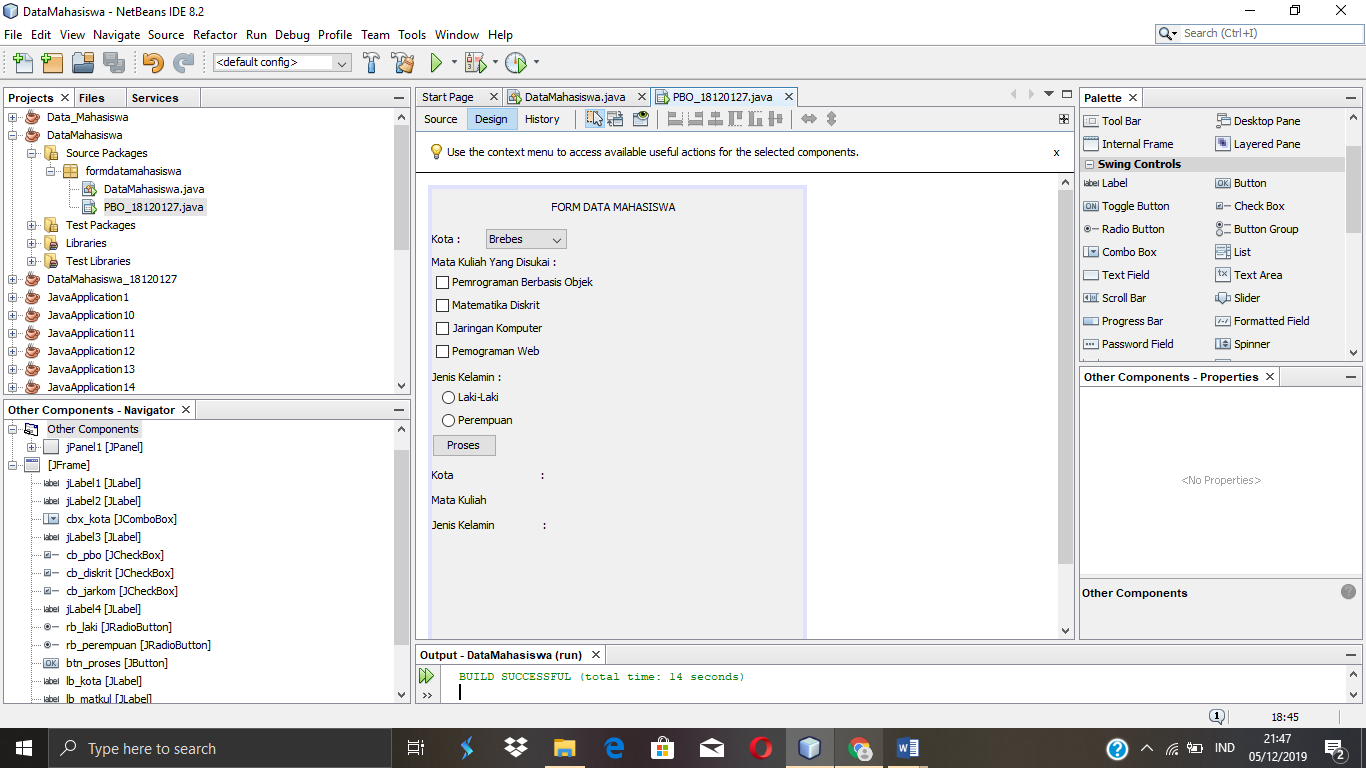 DataMahasiswa - NetBeans IDE 8.2
File Edit View Navigate Source Refactor Run Debug Profile Team Tools Window Help
Search (Ctrl+I)
<default config>
Projects Files Services
Data_Mahasiswa
DataMahasiswa
Source Packages
formdatamahasiswa
DataMahasiswa.java
PBO_18120127.java
Test Packages
Libraries
Test Libraries
DataMahasiswa_18120127
JavaApplication1
JavaApplication10
JavaApplication11
JavaApplication12
JavaApplication13
JavaApplication14
Other Components - Navigator
Other Components
jPanel1 [JPanel]
[JFrame]
jLabel1 [JLabel]
jLabel2 [JLabel]
cbx_kota [JComboBox]
jLabel3 [JLabel]
cb_pbo [JCheckBox]
cb_diskrit [JCheckBox]
cb_jarkom [JCheckBox]
jLabel4 [JLabel]
rb_laki [JRadioButton]
rb_perempuan [JRadioButton]
btn_proses [JButton]
lb_kota [JLabel]
lb_matkul [JLabel]
Start Page DataMahasiswa.java PBO_18120127.java
Source Design History
Use the context menu to access available useful actions for the selected components. x
FORM DATA MAHASISWA
Kota : Brebes
Mata Kuliah Yang Disukai :
Pemrograman Berbasis Objek
Matematika Diskrit
Jaringan Komputer
Pemograman Web
Jenis Kelamin :
Laki-Laki
Perempuan
Proses
Kota :
Mata Kuliah
Jenis Kelamin :
Output - DataMahasiswa (run)
BUILD SUCCESSFUL (total time: 14 seconds)
Palette
Tool Bar Desktop Pane
Internal Frame Layered Pane
Swing Controls
label Label OK Button
ON Toggle Button Check Box
Radio Button Button Group
Combo Box List
Text Field Text Area
Scroll Bar Slider
Progress Bar Formatted Field
Password Field Spinner
Other Components - Properties
<No Properties>
Other Components
1 18:45
Type here to search
IND
21:47
05/12/2019
2